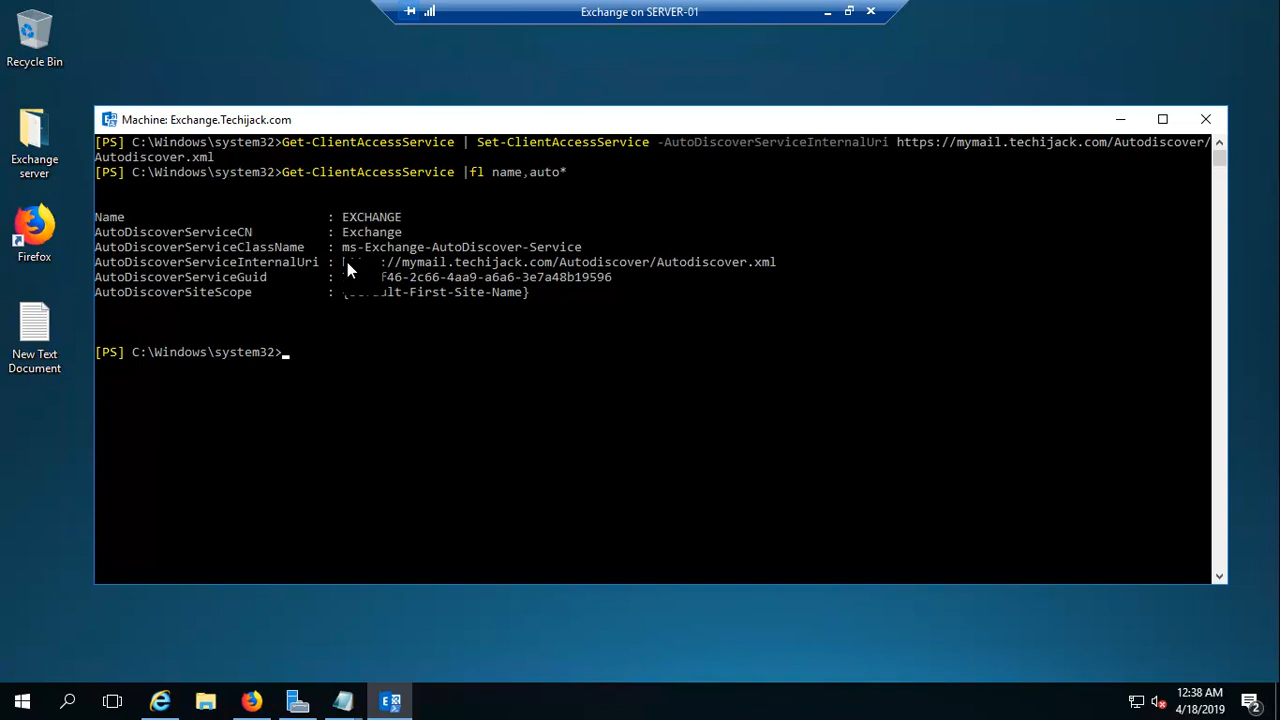 Exchange on SERVER-01
Recycle Bin
Exchange
server
Firefox
New Text
Document
Machine: Exchange.Techijack.com
[PS] C:\Windows\system32>Get-ClientAccessService | Set-ClientAccessService -AutoDiscoverServiceInternalUri https://mymail.techijack.com/Autodiscover/
Autodiscover.xml
[PS] C:\Windows\system32>Get-ClientAccessService |fl name,auto*
Name : EXCHANGE
AutoDiscoverServiceCN : Exchange
AutoDiscoverServiceClassName : ms-Exchange-AutoDiscover-Service
AutoDiscoverServiceInternalUri : ://mymail.techijack.com/Autodiscover/Autodiscover.xml
AutoDiscoverServiceGuid : f46-2c66-4aa9-a6a6-3e7a48b19596
AutoDiscoverSiteScope : lt-First-Site-Name}
[PS] C:\Windows\system32>
12:38 AM
4/18/2019
2